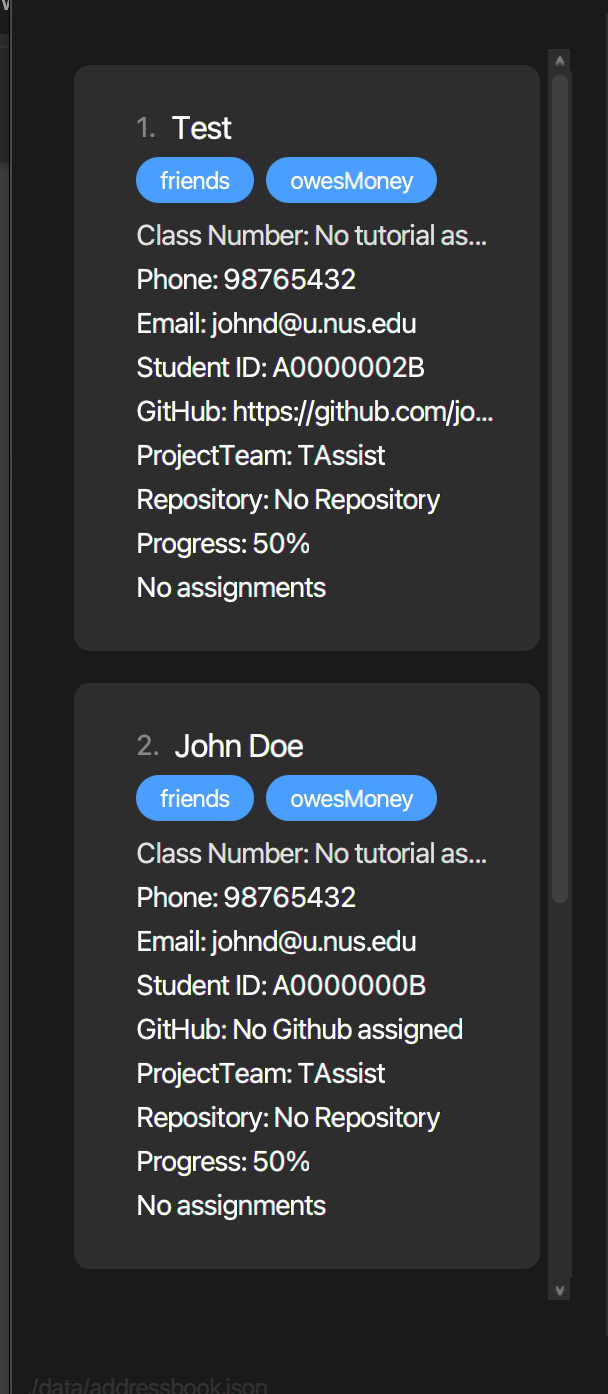 1. Test
friends owesMoney
Class Number: No tutorial as...
Phone: 98765432
Email: johnd@u.nus.edu
Student ID: A0000002B
GitHub: https://github.com/jo...
ProjectTeam: TAssist
Repository: No Repository
Progress: 50%
No assignments
2. John Doe
friends owesMoney
Class Number: No tutorial as...
Phone: 98765432
Email: johnd@u.nus.edu
Student ID: A0000000B
GitHub: No Github assigned
ProjectTeam: TAssist
Repository: No Repository
Progress: 50%
No assignments
/data/addressbook.json